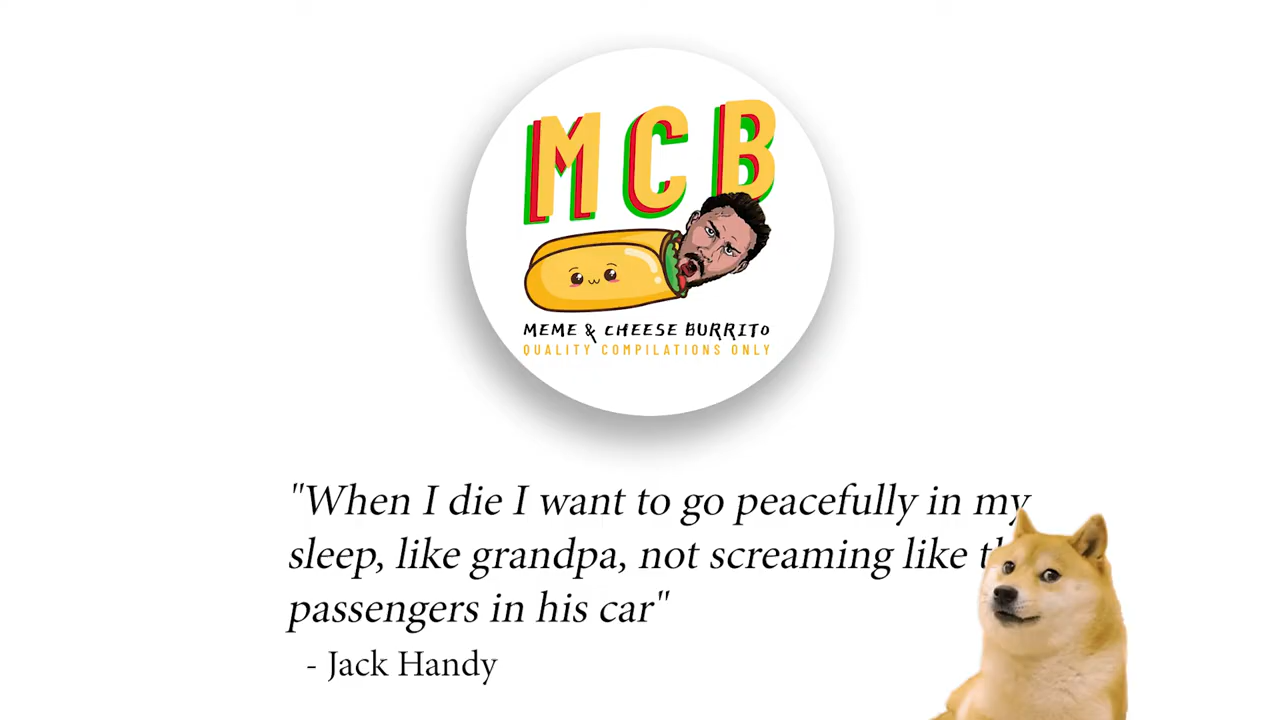 MCB
MEME & CHEESE BURRITO
QUALITY COMPILATIONS ONLY
"When I die I want to go peacefully in my
sleep, like grandpa, not screaming like
passengers in his car"
- Jack Handy